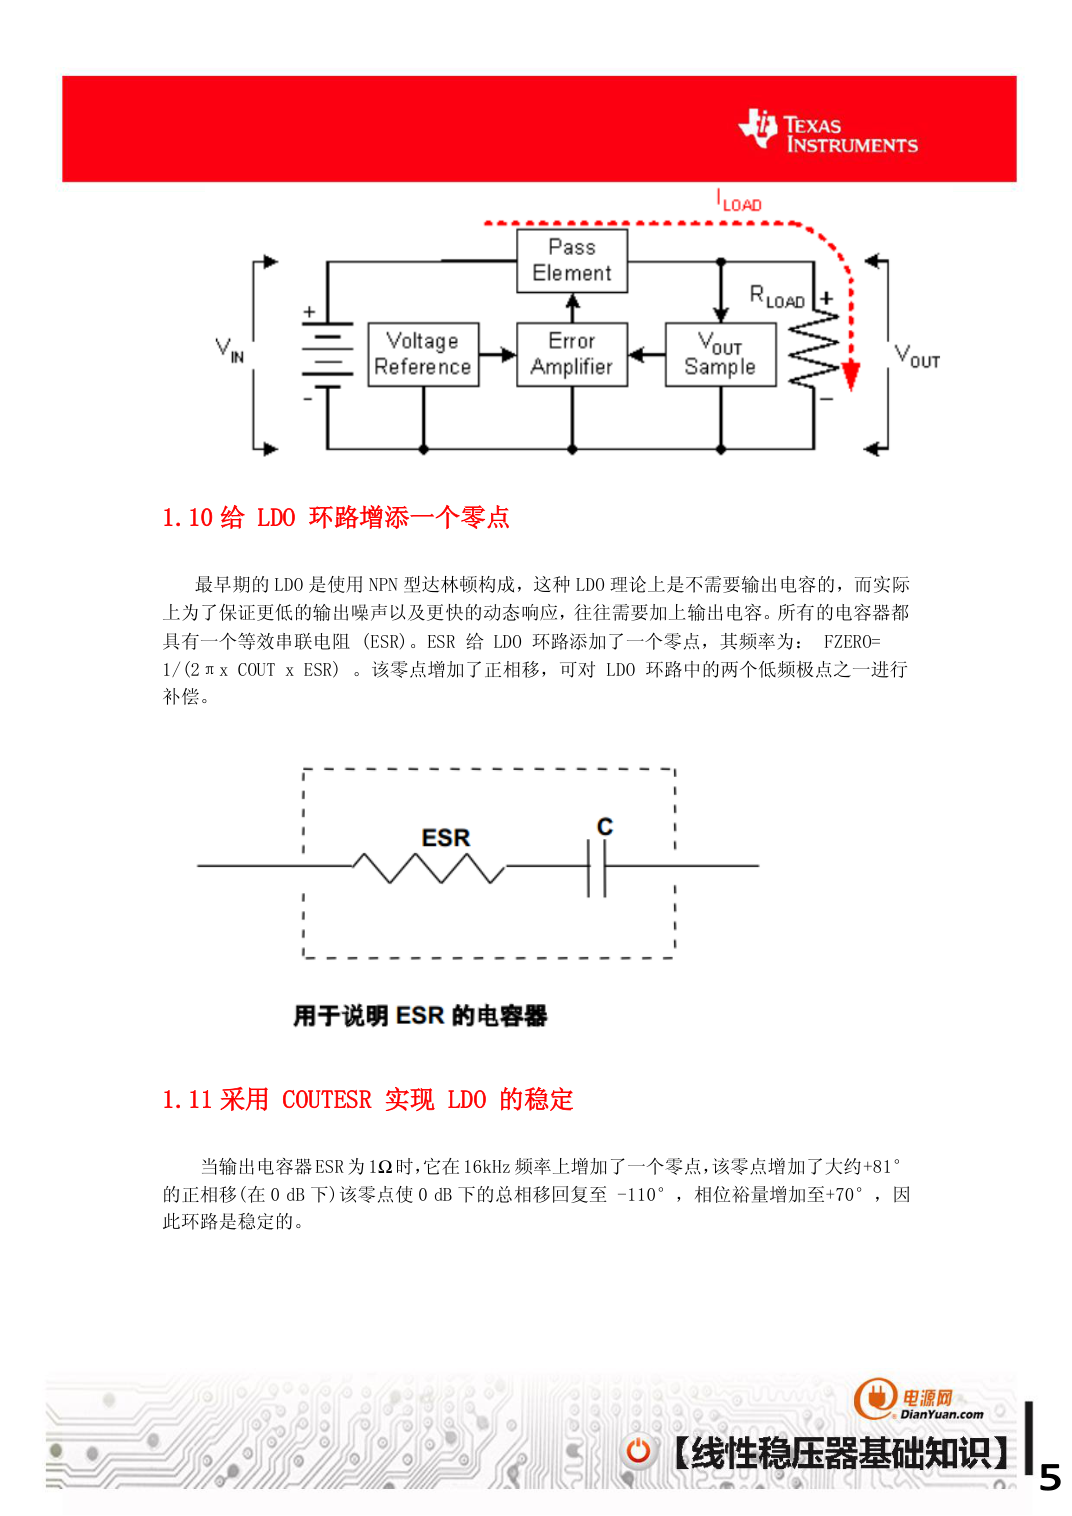 TEXAS
INSTRUMENTS
ILOAD
Pass
Element
RLOAD
+
+
VIN
Voltage
Reference
Error
Amplifier
VOUT
Sample
VOUT
-
-
1.10 给 LDO 环路增添一个零点
最早期的 LDO 是使用 NPN 型达林顿构成，这种 LDO 理论上是不需要输出电容的，而实际
上为了保证更低的输出噪声以及更快的动态响应，往往需要加上输出电容。所有的电容器都
具有一个等效串联电阻 (ESR)。ESR 给 LDO 环路添加了一个零点，其频率为： FZERO=
1/(2πx COUT x ESR) 。该零点增加了正相移，可对 LDO 环路中的两个低频极点之一进行
补偿。
ESR
C
用于说明 ESR 的电容器
1.11 采用 COUTESR 实现 LDO 的稳定
当输出电容器 ESR 为 1Ω时，它在 16kHz 频率上增加了一个零点，该零点增加了大约+81°
的正相移(在 0 dB 下)该零点使 0 dB 下的总相移回复至 -110°，相位裕量增加至+70°，因
此环路是稳定的。
电源网
DianYuan.com
【线性稳压器基础知识】
5